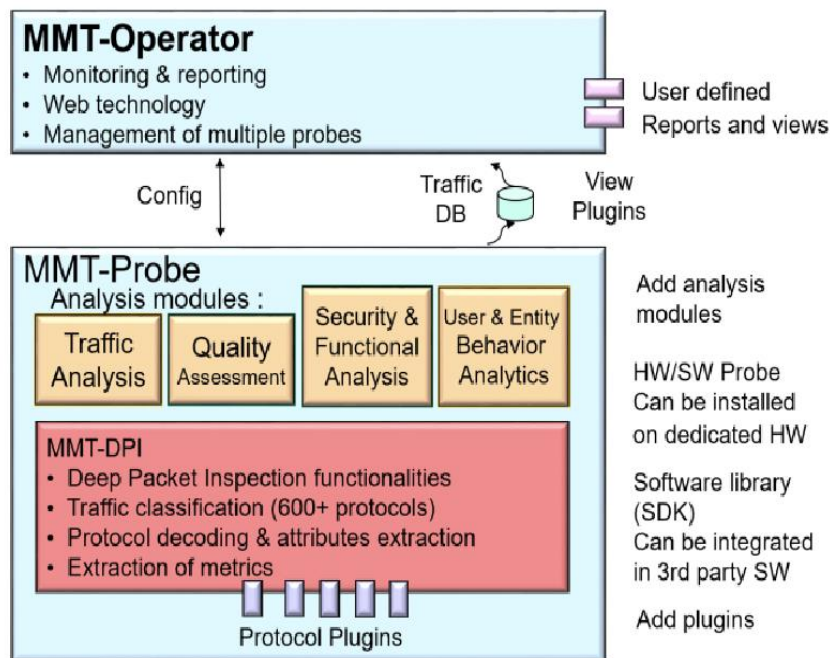 MMT-Operator
• Monitoring & reporting
• Web technology
• Management of multiple probes
User defined
Reports and views
Config
Traffic
DB
View
Plugins
MMT-Probe
Analysis modules :
Traffic
Analysis
Quality
Assessment
Security &
Functional
Analysis
User & Entity
Behavior
Analytics
Add analysis
modules
HW/SW Probe
Can be installed
on dedicated HW
MMT-DPI
• Deep Packet Inspection functionalities
• Traffic classification (600+ protocols)
• Protocol decoding & attributes extraction
• Extraction of metrics
Software library
(SDK)
Can be integrated
in 3rd party SW
Protocol Plugins
Add plugins